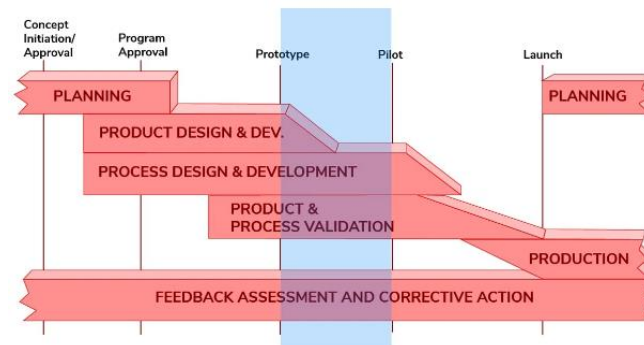 Concept
Initiation/
Approval
Program
Approval
Prototype
Pilot
Launch
PLANNING
PLANNING
PRODUCT DESIGN & DEV.
PROCESS DESIGN & DEVELOPMENT
PRODUCT &
PROCESS VALIDATION
PRODUCTION
FEEDBACK ASSESSMENT AND CORRECTIVE ACTION